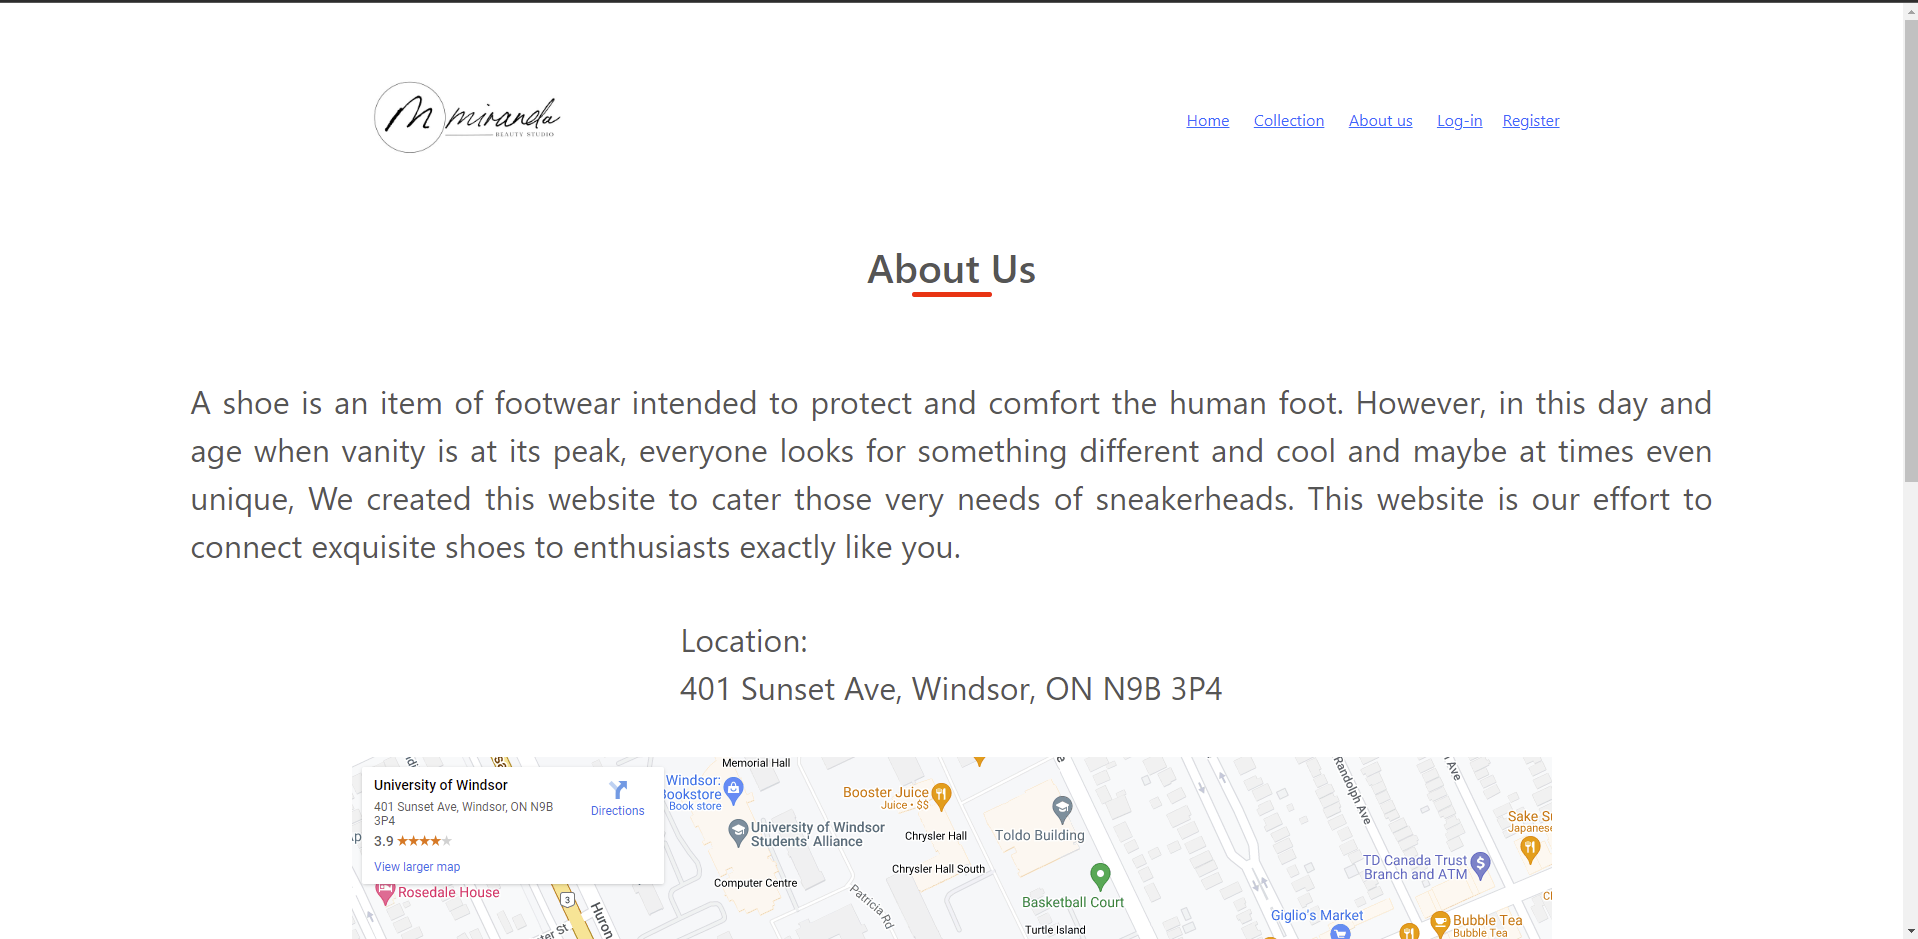 M miranda
BEAUTY STUDIO
Home Collection About us Log-in Register
About Us
A shoe is an item of footwear intended to protect and comfort the human foot. However, in this day and
age when vanity is at its peak, everyone looks for something different and cool and maybe at times even
unique, We created this website to cater those very needs of sneakerheads. This website is our effort to
connect exquisite shoes to enthusiasts exactly like you.
Location:
401 Sunset Ave, Windsor, ON N9B 3P4
University of Windsor
401 Sunset Ave, Windsor, ON N9B
3P4
3.9
View larger map
Directions
Memorial Hall
Windsor:
Bookstore
Book store
Booster Juice
Juice • $$
University of Windsor
Students' Alliance
Chrysler Hall
Toldo Building
Chrysler Hall South
Computer Centre
Rosedale House
3
Huron
Patricia Rd
Basketball Court
Turtle Island
Randolph Ave
Ave
Sake
Japanese
TD Canada Trust
Branch and ATM
Giglio's Market
Bubble Tea
Bubble Tea